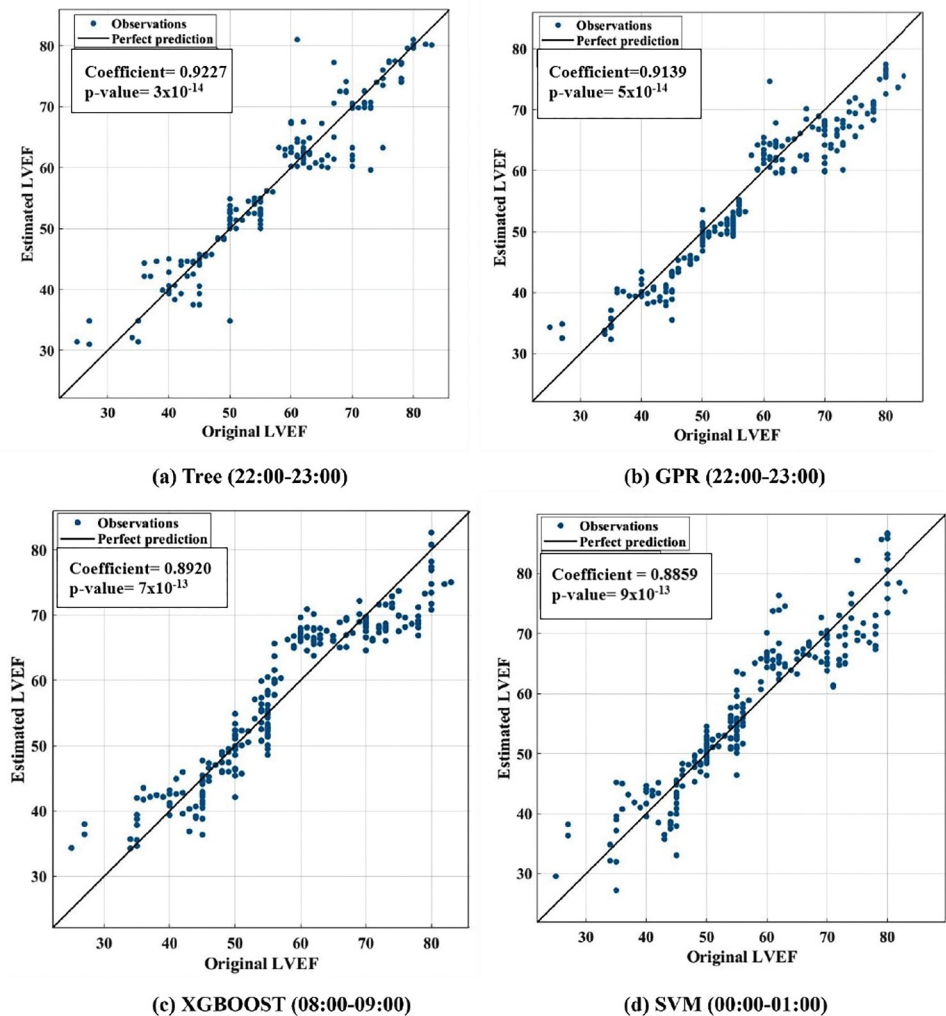 Observations
Perfect prediction
Coefficient= 0.9227
p-value= 3x10-14
80
70
60
50
40
30
Estimated LVEF
30 40 50 60 70 80
Original LVEF
(a) Tree (22:00-23:00)
Observations
Perfect prediction
Coefficient=0.9139
p-value= 5x10-14
80
70
60
50
40
30
Estimated LVEF
30 40 50 60 70 80
Original LVEF
(b) GPR (22:00-23:00)
Observations
Perfect prediction
Coefficient= 0.8920
p-value= 7x10-13
80
70
60
50
40
30
Estimated LVEF
30 40 50 60 70 80
Original LVEF
(c) XGBOOST (08:00-09:00)
Observations
Perfect prediction
Coefficient = 0.8859
p-value= 9x10-13
80
70
60
50
40
30
Estimated LVEF
30 40 50 60 70 80
Original LVEF
(d) SVM (00:00-01:00)